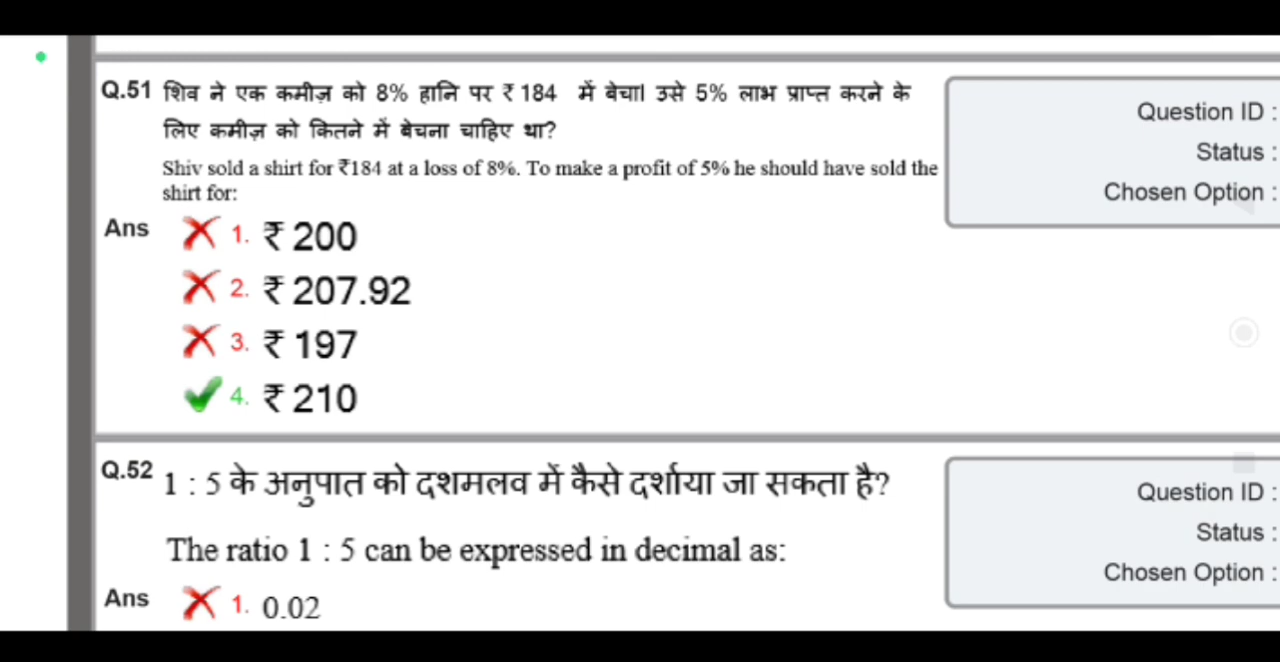 Q.51 शिव ने एक कमीज़ को 8% हानि पर ₹ 184 में बेचा। उसे 5% लाभ प्राप्त करने के
लिए कमीज़ को कितने में बेचना चाहिए था?
Shiv sold a shirt for ₹184 at a loss of 8%. To make a profit of 5% he should have sold the
shirt for:
Question ID :
Status :
Chosen Option :
Ans
1. ₹ 200
2. ₹ 207.92
3. ₹ 197
4. ₹ 210
Q.52 1 : 5 के अनुपात को दशमलव में कैसे दर्शाया जा सकता है?
The ratio 1 : 5 can be expressed in decimal as:
Question ID :
Status :
Chosen Option :
Ans
1. 0.02